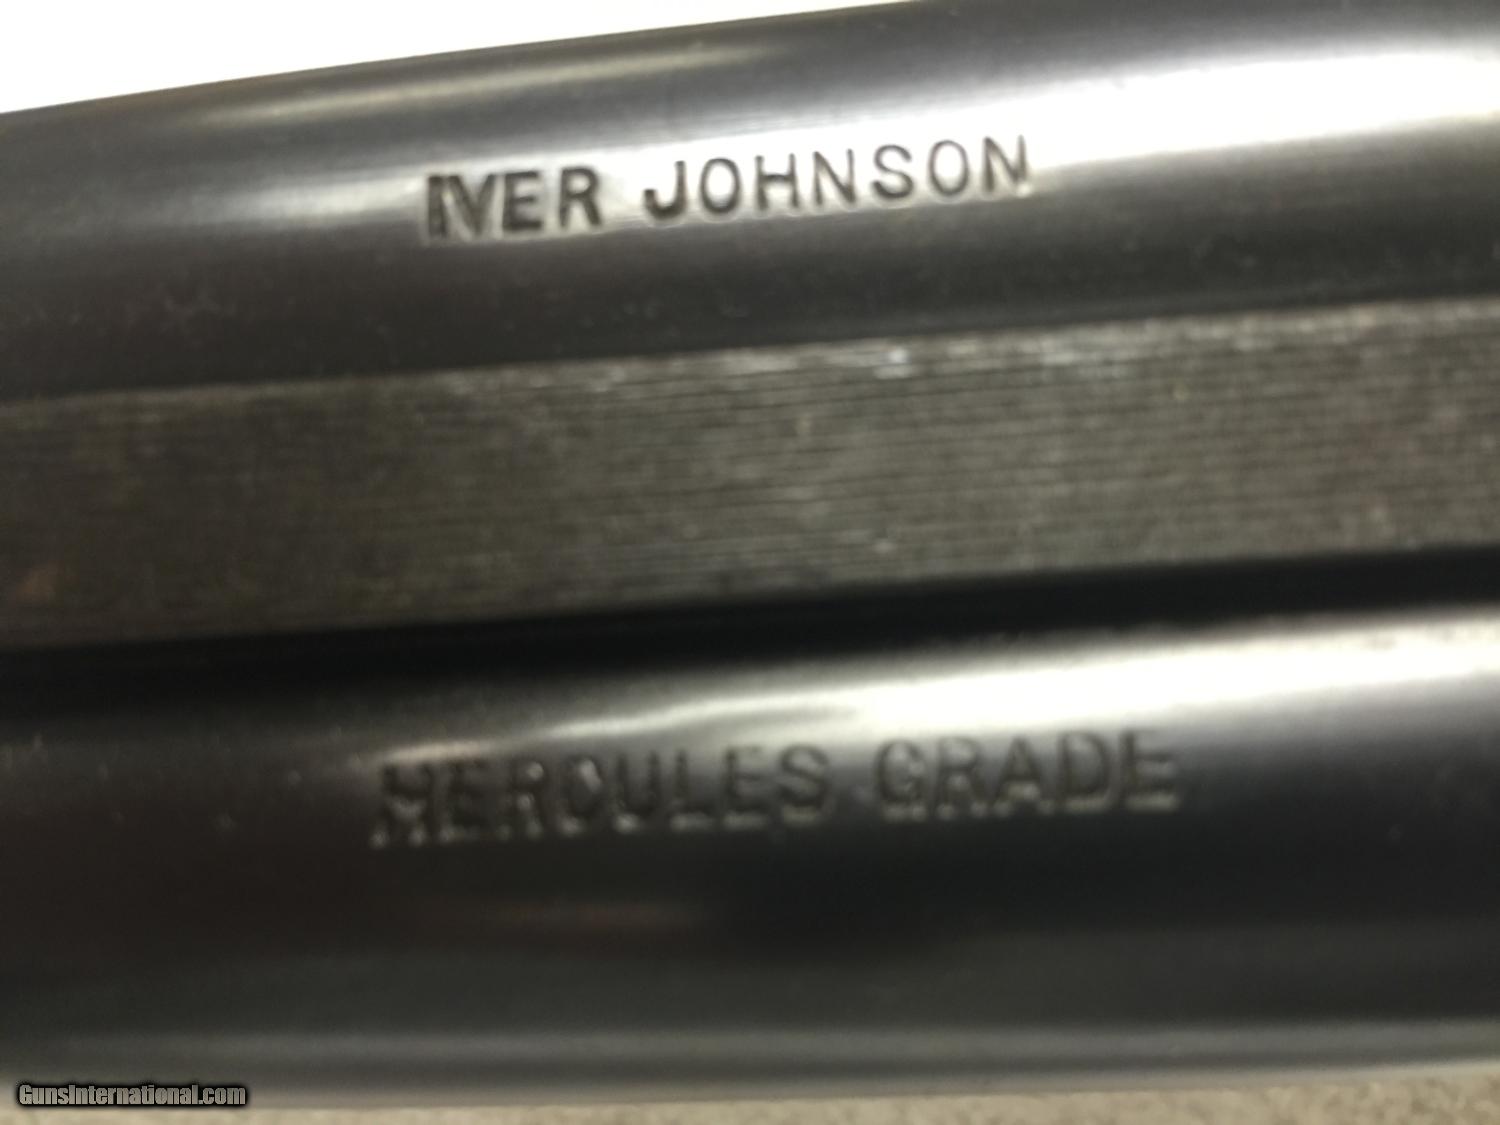 IVER JOHNSON
HERCULES GRADE
GunsInternational.com